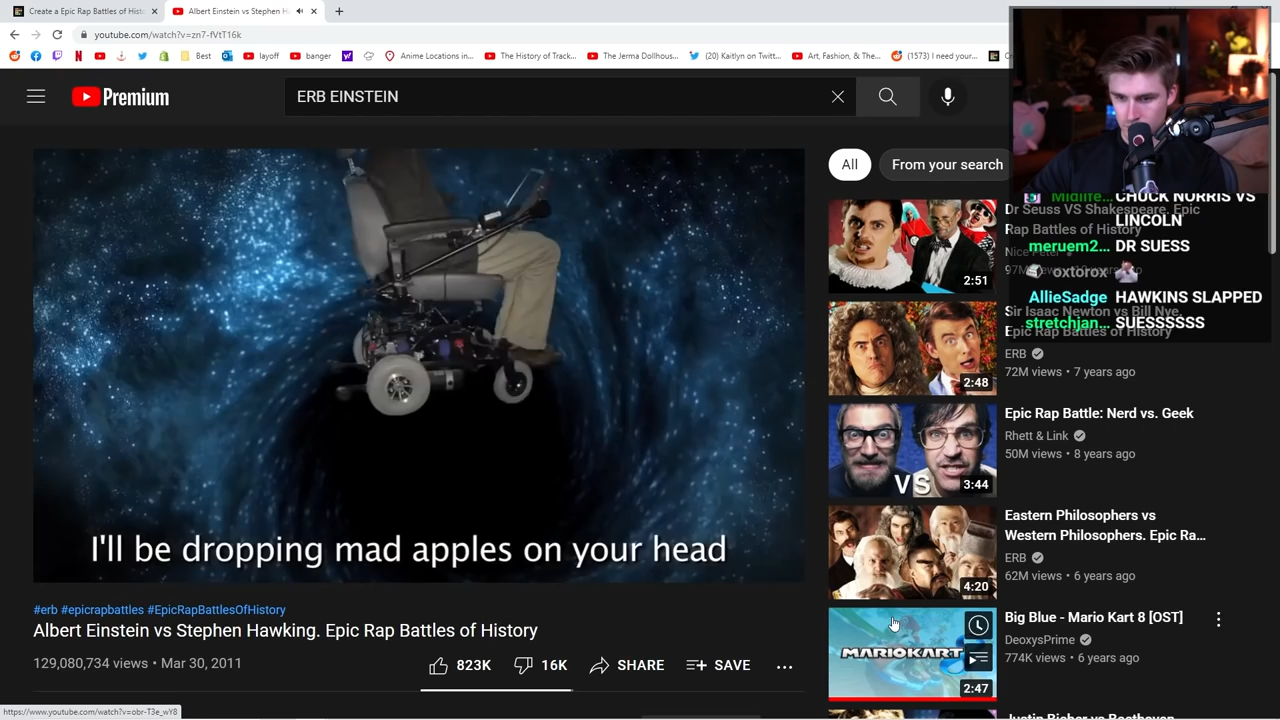 Create a Epic Rap Battles of Hist
Albert Einstein vs Stephen H
youtube.com/watch?v=zn7-fVtT16k
Best
layoff
banger
Anime Locations in...
The History of Track...
The Jerma Dollhous...
(20) Kaitlyn on Twitt...
Art, Fashion, & The...
(1573) I need your...
Premium
ERB EINSTEIN
All
From your search
I'll be dropping mad apples on your head
#erb #epicrapbattles #EpicRapBattlesOfHistory
Albert Einstein vs Stephen Hawking. Epic Rap Battles of History
129,080,734 views • Mar 30, 2011
823K
16K
SHARE
SAVE
2:51
Dr Seuss VS Shakespeare. Epic
Rap Battles of History
Nice Peter
2:48
Sir Isaac Newton vs Bill Nye.
Epic Rap Battles of History
ERB
72M views • 7 years ago
VS
3:44
Epic Rap Battle: Nerd vs. Geek
Rhett & Link
50M views • 8 years ago
4:20
Eastern Philosophers vs
Western Philosophers. Epic Ra...
ERB
62M views • 6 years ago
MARIOKART
2:47
Big Blue - Mario Kart 8 [OST]
DeoxysPrime
774K views • 6 years ago
Justin Bieber vs Beethoven
Midlife... CHUCK NORRIS VS
LINCOLN
meruem2... DR SUESS
oxtorox
AllieSadge HAWKINS SLAPPED
stretchjan... SUESSSSSS
https://www.youtube.com/watch?v=obr-T3e_wY8